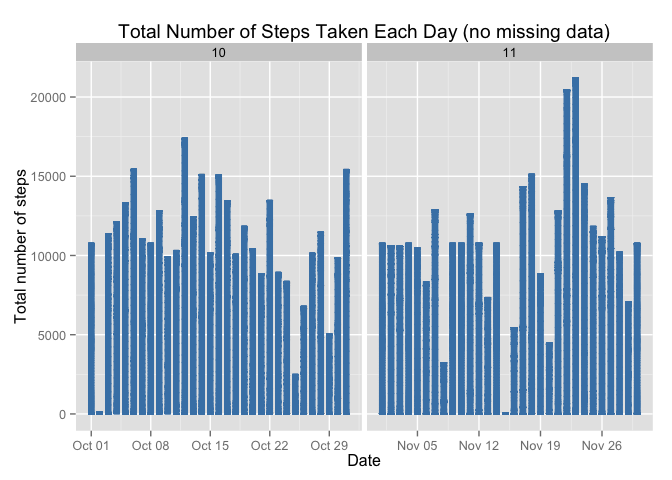 Total Number of Steps Taken Each Day (no missing data)
10 11
20000
15000
10000
5000
0
Total number of steps
Oct 01 Oct 08 Oct 15 Oct 22 Oct 29 Nov 05 Nov 12 Nov 19 Nov 26
Date